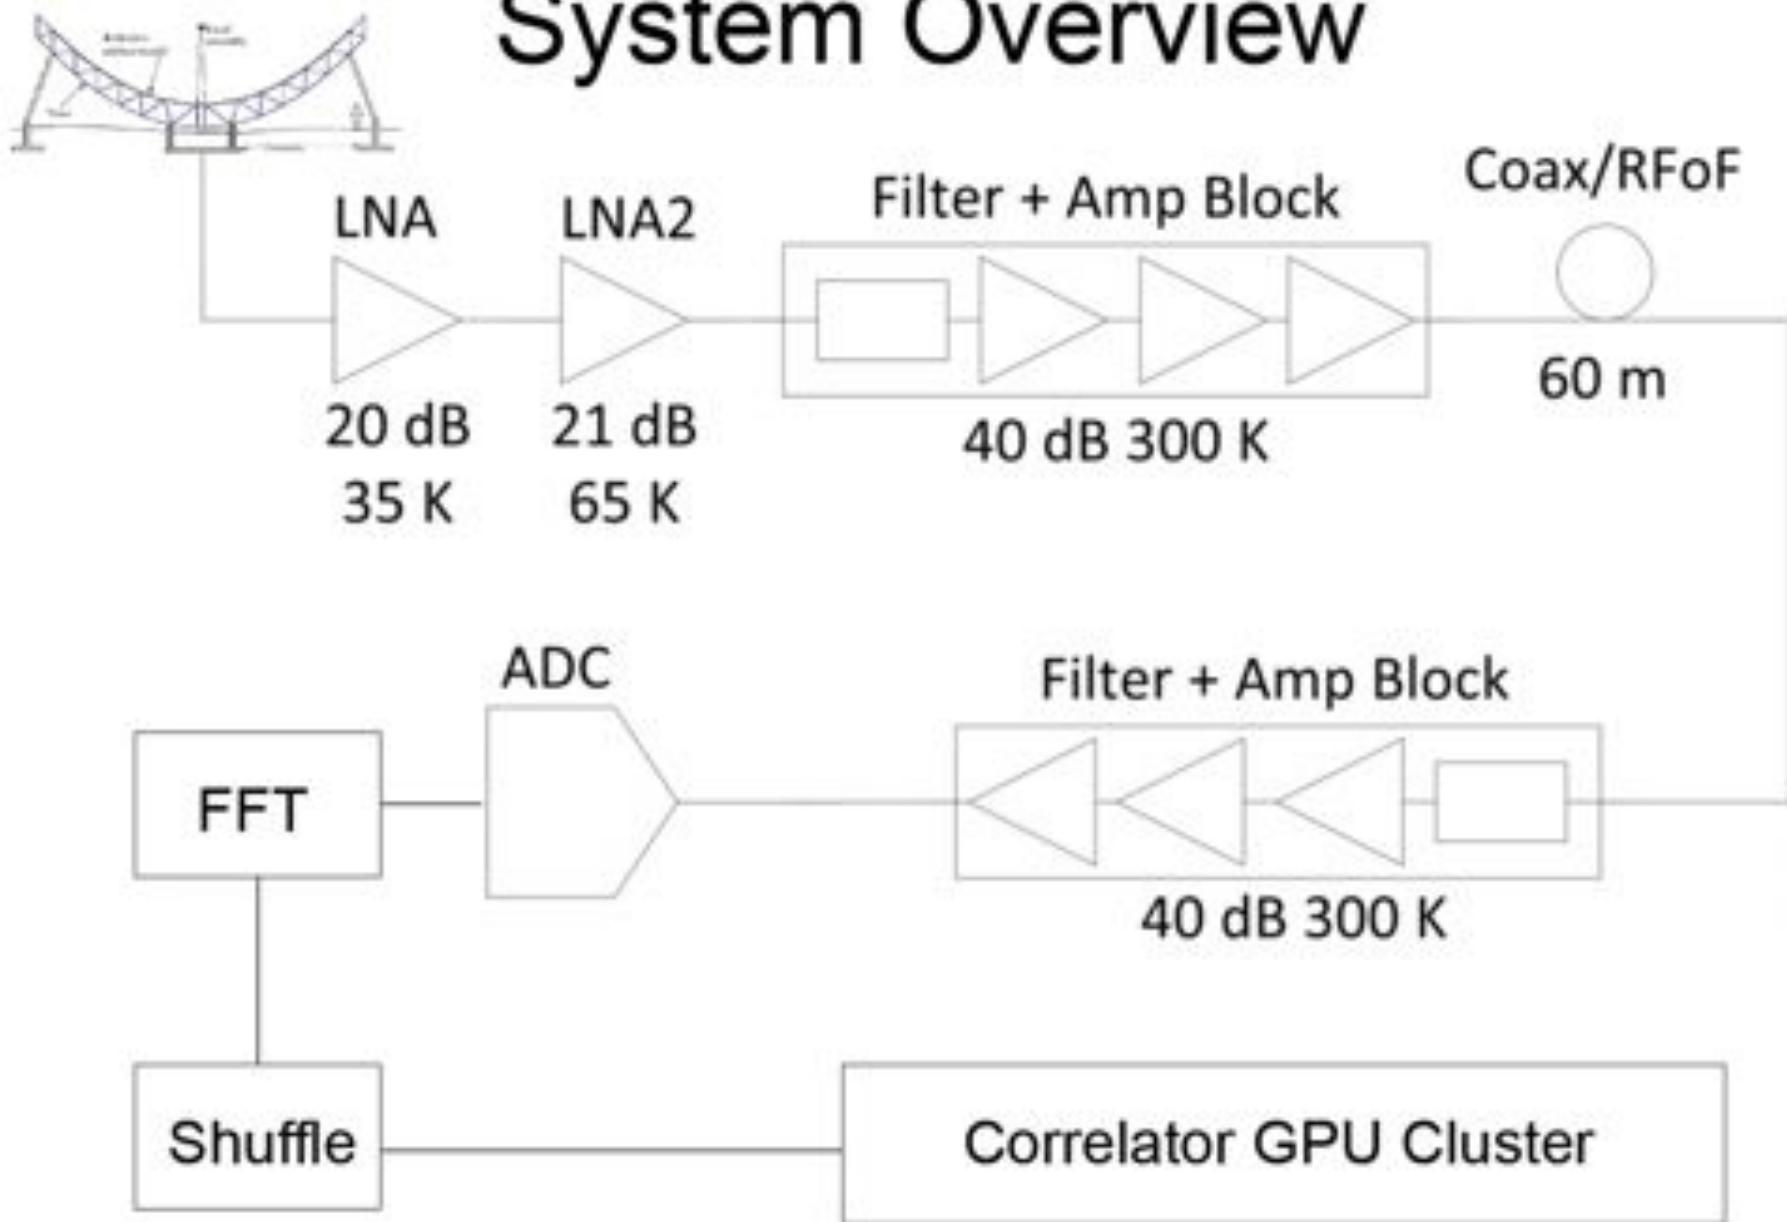 System Overview
Coax/RFoF
Filter + Amp Block
LNA
LNA2
60 m
20 dB
21 dB
40 dB 300 K
35 K
65 K
ADC
Filter + Amp Block
FFT
40 dB 300 K
Shuffle
Correlator GPU Cluster